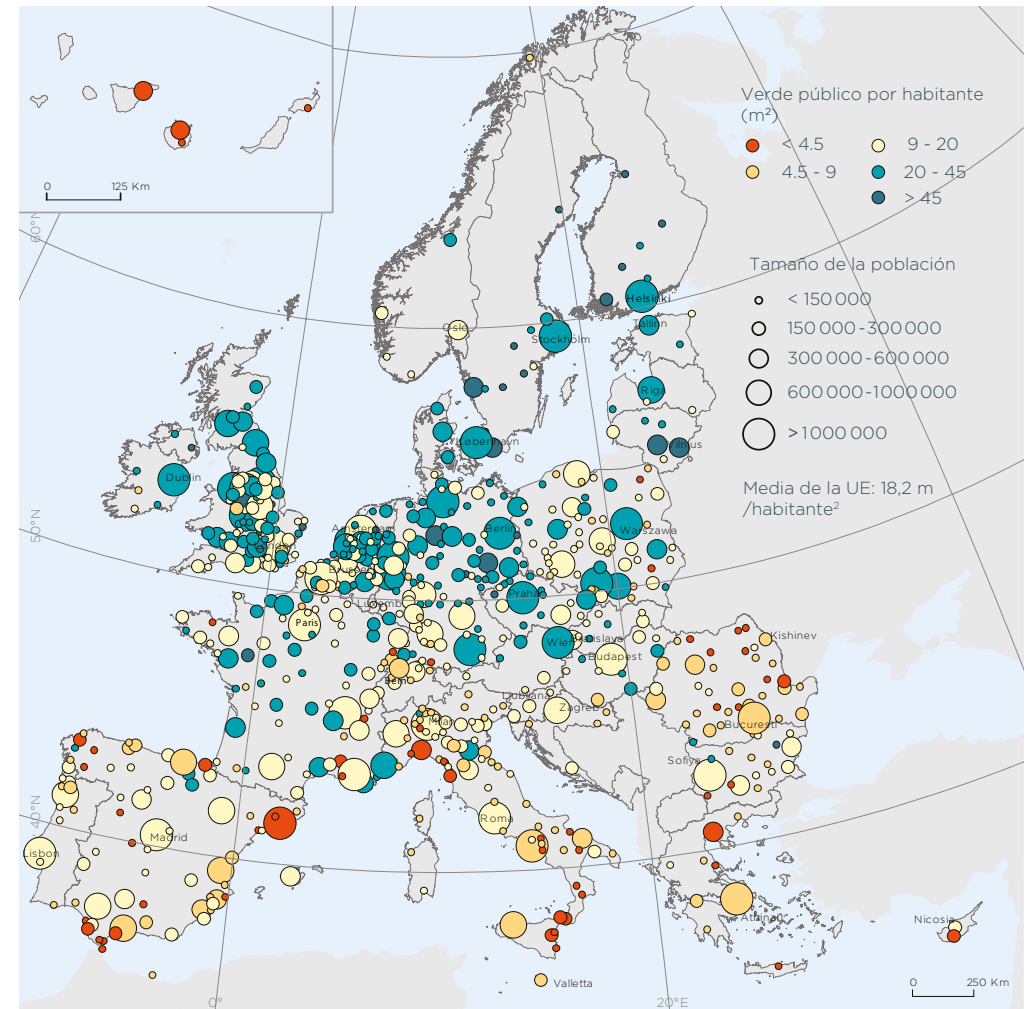 Verde público por habitante
(m²)
< 4.5
9 - 20
4.5 - 9
20 - 45
> 45
0
125 Km
60°N
Tamaño de la población
< 150 000
150 000 - 300 000
300 000 - 600 000
600 000 - 1000 000
> 1 000 000
Media de la UE: 18,2 m
/habitante²
Helsinki
Oslo
Tallinn
Stockholm
Riga
København
Vilnius
Dublin
50°N
Amsterdam
Berlin
Warszawa
Praha
Paris
Wien
Bratislava
Budapest
Kishinev
Bern
Ljubljana
Zagreb
Milan
Bucuresti
Sofiya
40°N
Roma
Madrid
Lisbon
Athina
Nicosia
Valletta
0
250 Km
0°
20°E